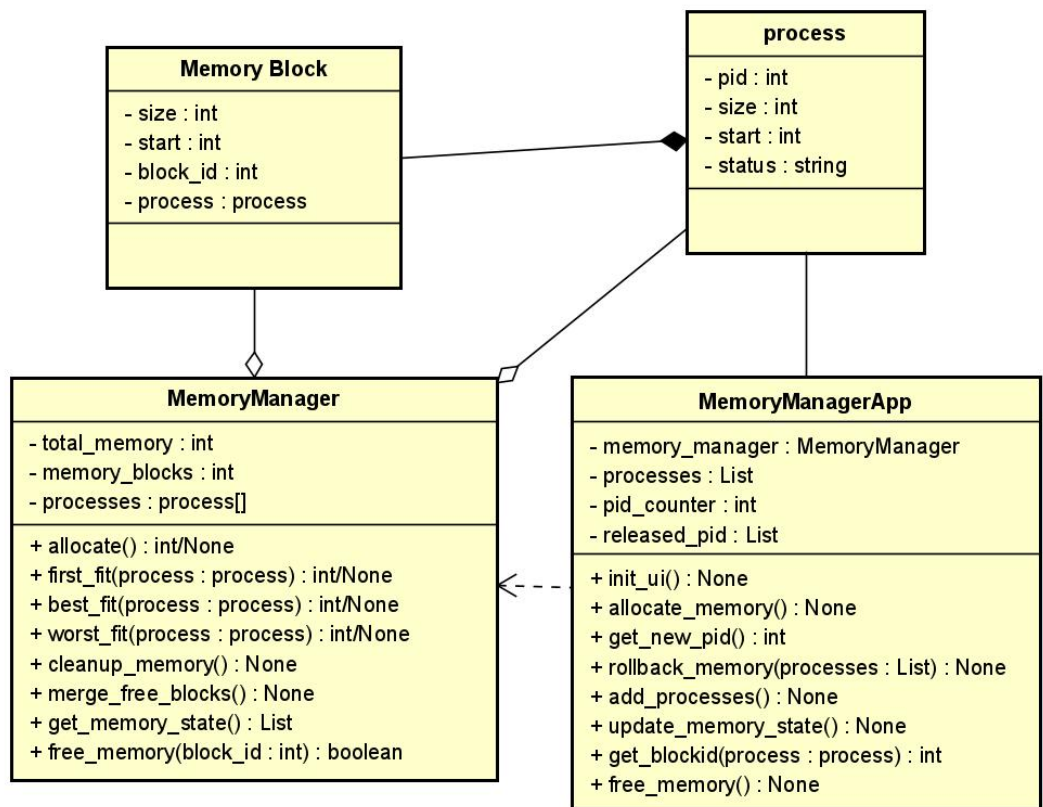 Memory Block
- size : int
- start : int
- block_id : int
- process : process
process
- pid : int
- size : int
- start : int
- status : string
MemoryManager
- total_memory : int
- memory_blocks : int
- processes : process[]
+ allocate() : int/None
+ first_fit(process : process) : int/None
+ best_fit(process : process) : int/None
+ worst_fit(process : process) : int/None
+ cleanup_memory() : None
+ merge_free_blocks() : None
+ get_memory_state() : List
+ free_memory(block_id : int) : boolean
MemoryManagerApp
- memory_manager : MemoryManager
- processes : List
- pid_counter : int
- released_pid : List
+ init_ui() : None
+ allocate_memory() : None
+ get_new_pid() : int
+ rollback_memory(processes : List) : None
+ add_processes() : None
+ update_memory_state() : None
+ get_blockid(process : process) : int
+ free_memory() : None